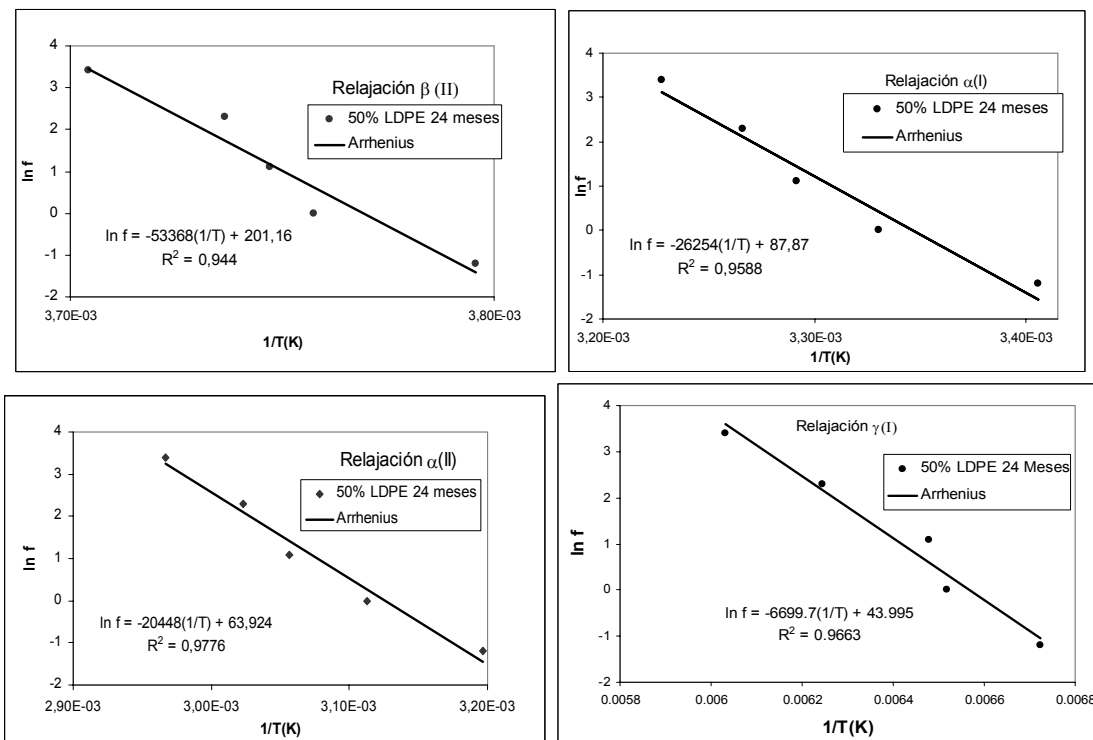 Relajación β (II)
50% LDPE 24 meses
Arrhenius
ln f = -53368(1/T) + 201,16
R² = 0,944
ln f
4
3
2
1
0
-1
-2
3,70E-03 3,80E-03
1/T(K)
Relajación α(I)
50% LDPE 24 meses
Arrhenius
ln f = -26254(1/T) + 87,87
R² = 0,9588
ln f
4
3
2
1
0
-1
-2
3,20E-03 3,30E-03 3,40E-03
1/T(K)
Relajación α(II)
50% LDPE 24 meses
Arrhenius
ln f = -20448(1/T) + 63,924
R² = 0,9776
ln f
4
3
2
1
0
-1
-2
2,90E-03 3,00E-03 3,10E-03 3,20E-03
1/T(K)
Relajación γ(I)
50% LDPE 24 Meses
Arrhenius
ln f = -6699.7(1/T) + 43.995
R² = 0.9663
ln f
4
3
2
1
0
-1
-2
0.0058 0.006 0.0062 0.0064 0.0066 0.0068
1/T(K)